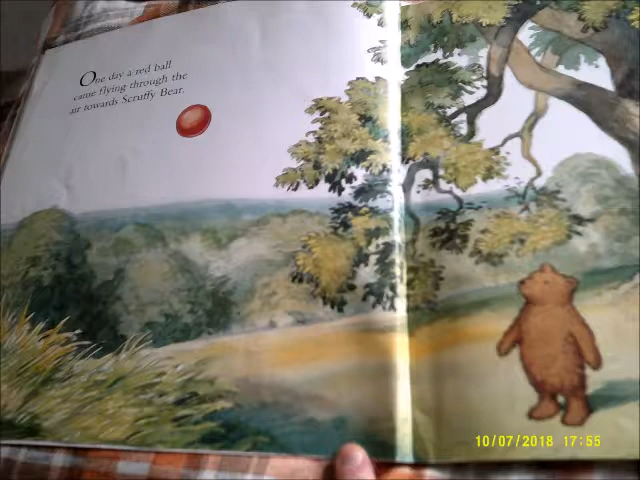 One day a red ball
came flying through the
air towards Scruffy Bear.
10/07/2018 17:55